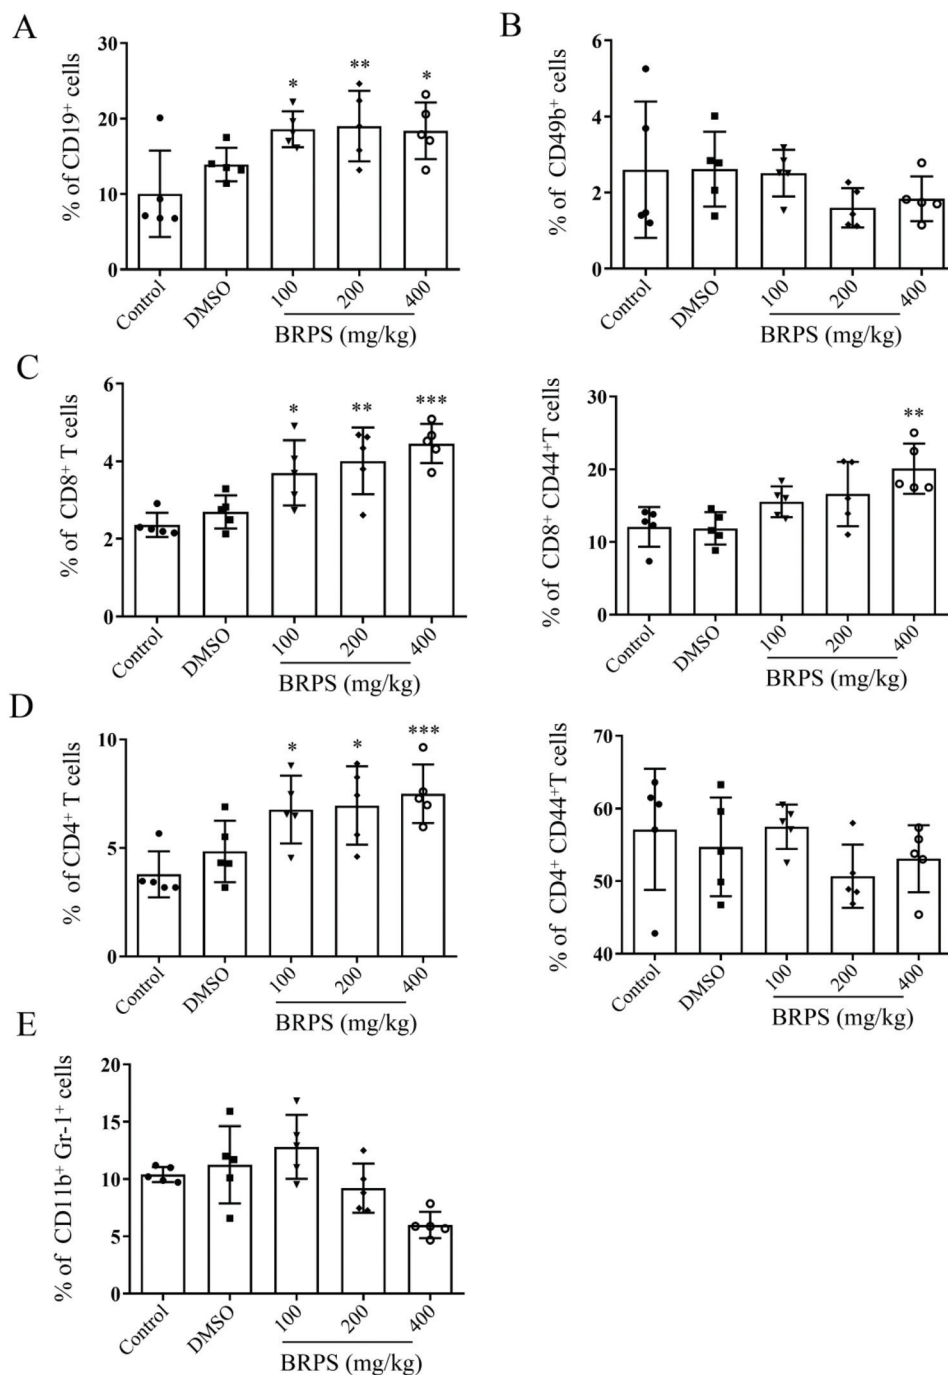 A
% of CD19⁺ cells
30
20
10
0
*
**
*
Control
DMSO
100
200
400
BRPS (mg/kg)
B
% of CD49b⁺ cells
6
4
2
0
Control
DMSO
100
200
400
BRPS (mg/kg)
C
% of CD8⁺ T cells
6
4
2
0
*
**
***
Control
DMSO
100
200
400
BRPS (mg/kg)
% of CD8⁺ CD44⁺T cells
30
20
10
0
**
Control
DMSO
100
200
400
BRPS (mg/kg)
D
% of CD4⁺ T cells
10
5
0
*
*
***
Control
DMSO
100
200
400
BRPS (mg/kg)
% of CD4⁺ CD44⁺T cells
70
60
50
40
Control
DMSO
100
200
400
BRPS (mg/kg)
E
% of CD11b⁺ Gr-1⁺ cells
20
15
10
5
0
Control
DMSO
100
200
400
BRPS (mg/kg)